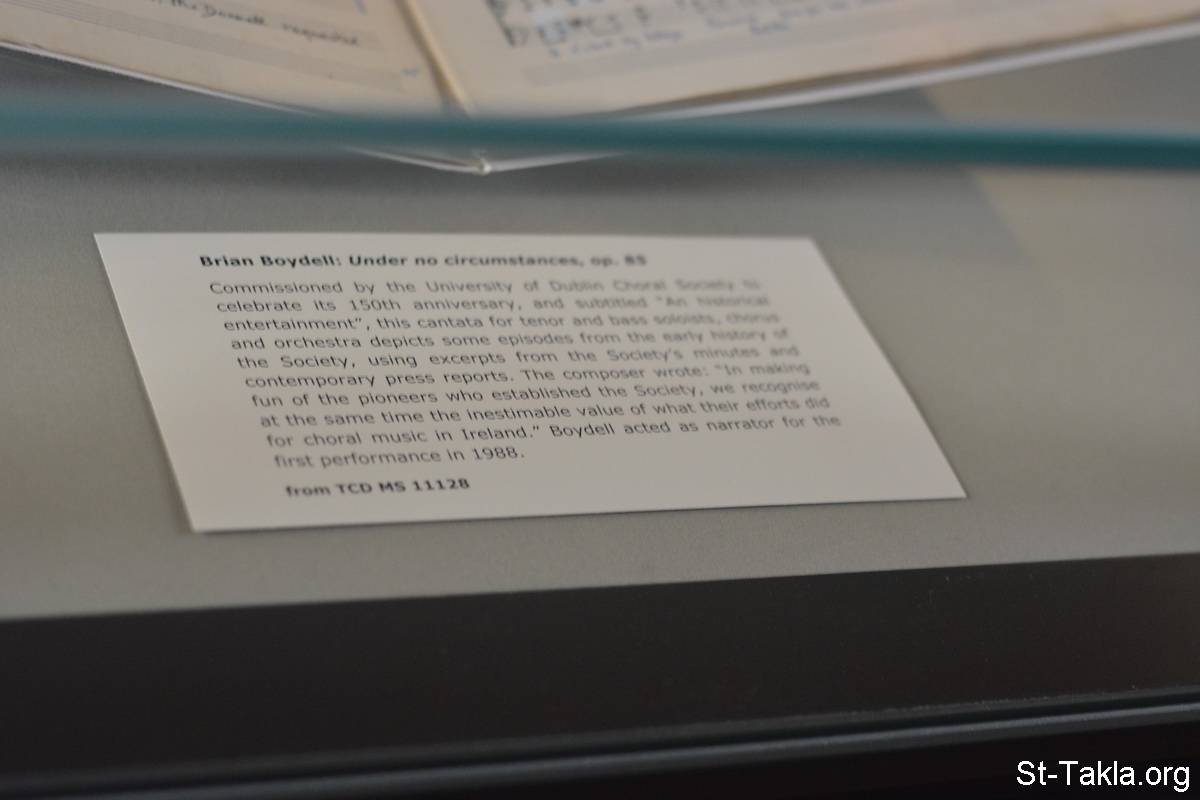 the Dowell requested
Brian Boydell: Under no circumstances, op. 85
Commissioned by the University of Dublin Choral Society to
celebrate its 150th anniversary, and subtitled "An historical
entertainment", this cantata for tenor and bass soloists, chorus
and orchestra depicts some episodes from the early history of
the Society, using excerpts from the Society's minutes and
contemporary press reports. The composer wrote: "In making
fun of the pioneers who established the Society, we recognise
at the same time the inestimable value of what their efforts did
for choral music in Ireland." Boydell acted as narrator for the
first performance in 1988.
from TCD MS 11128
St-Takla.org